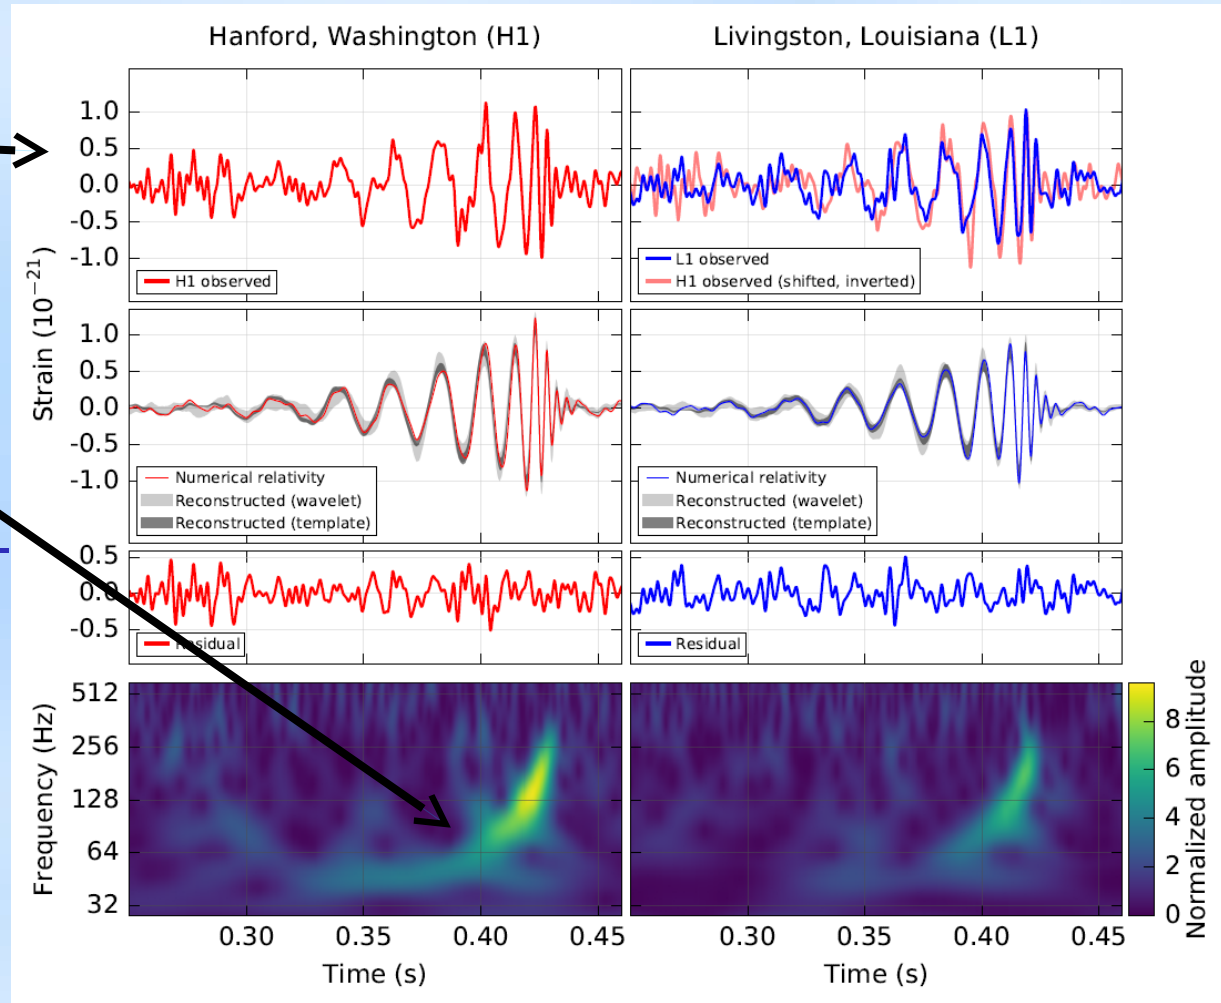 Hanford, Washington (H1)
Livingston, Louisiana (L1)
Strain (10−21)
1.0
0.5
0.0
-0.5
-1.0
H1 observed
L1 observed
H1 observed (shifted, inverted)
1.0
0.5
0.0
-0.5
-1.0
Numerical relativity
Reconstructed (wavelet)
Reconstructed (template)
Numerical relativity
Reconstructed (wavelet)
Reconstructed (template)
0.5
0.0
-0.5
Residual
Residual
Frequency (Hz)
512
256
128
64
32
Normalized amplitude
8
6
4
2
0
0.30 0.35 0.40 0.45
0.30 0.35 0.40 0.45
Time (s)
Time (s)